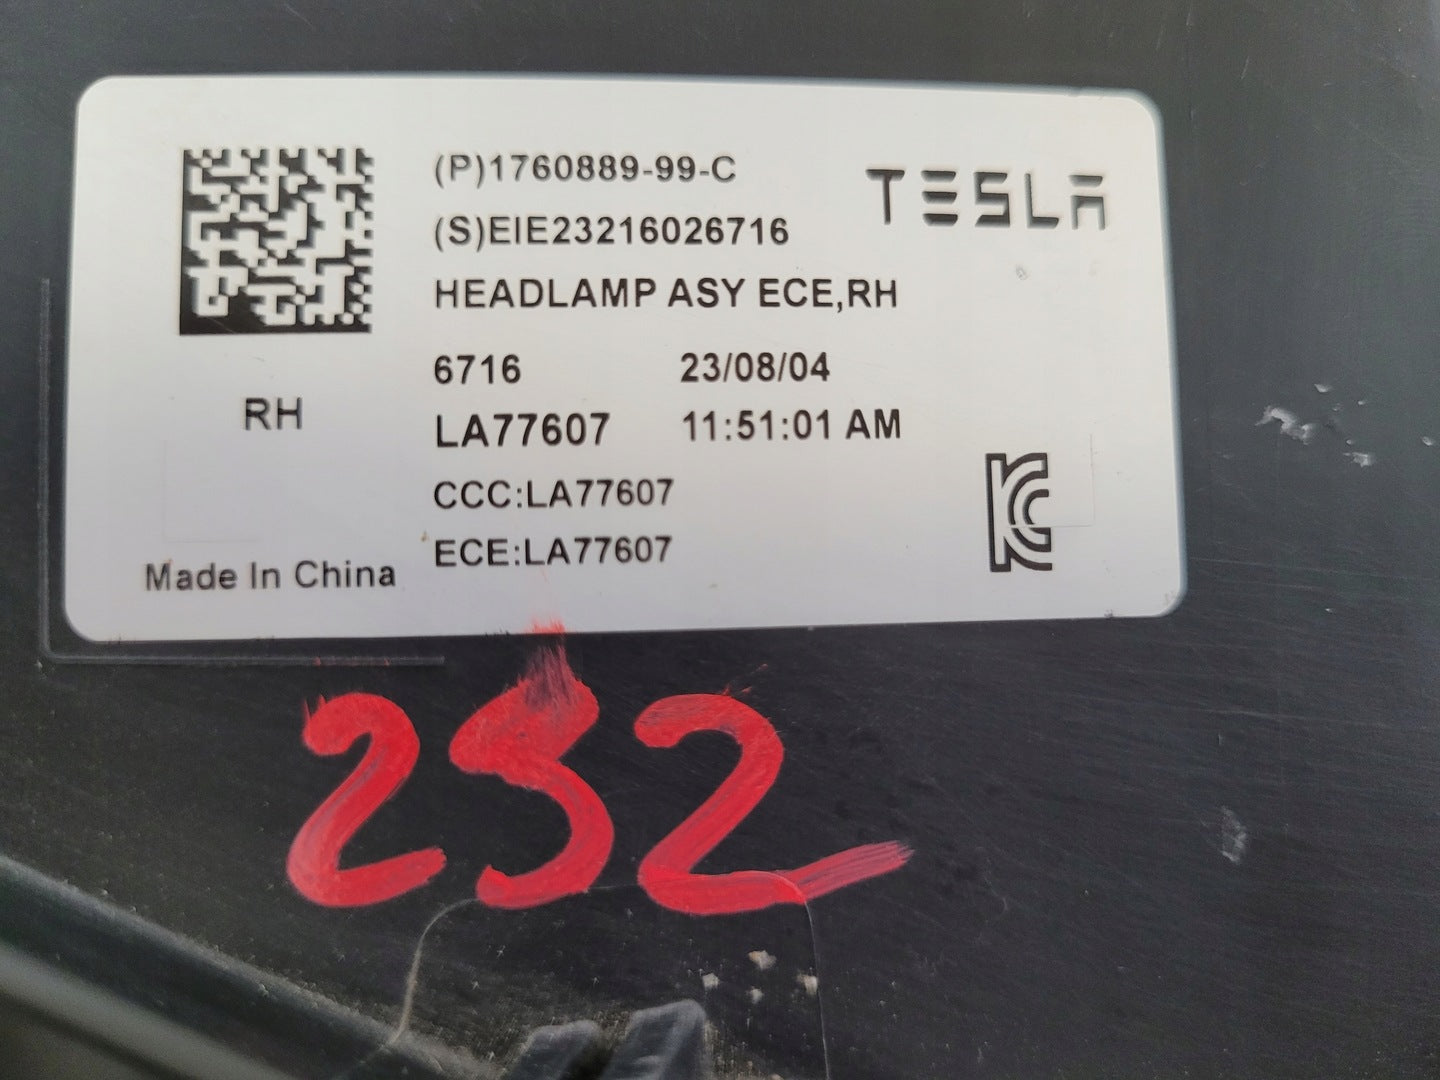 (P)1760889-99-C
TESLA
(S)EIE23216026716
HEADLAMP ASY ECE,RH
6716 23/08/04
RH
LA77607 11:51:01 AM
CCC:LA77607
ECE:LA77607
Made In China
252